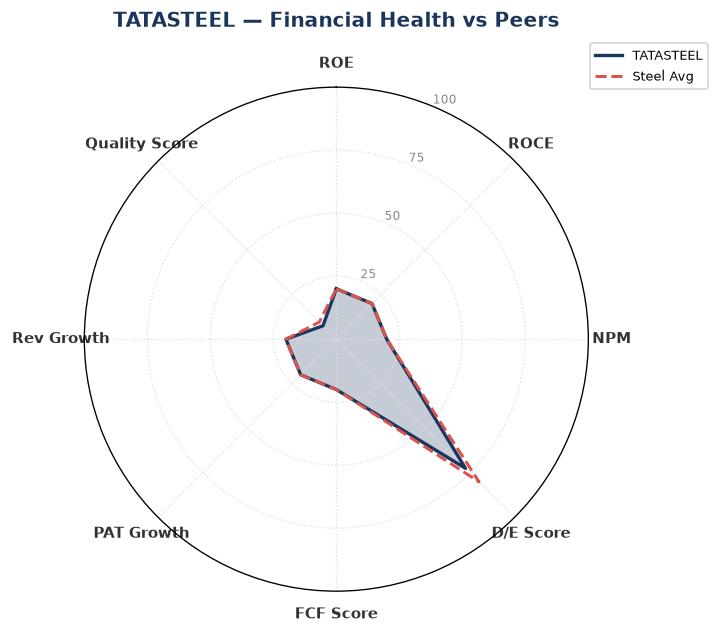 TATASTEEL — Financial Health vs Peers
TATASTEEL
Steel Avg
ROE
100
Quality Score
ROCE
75
50
25
Rev Growth
NPM
PAT Growth
D/E Score
FCF Score